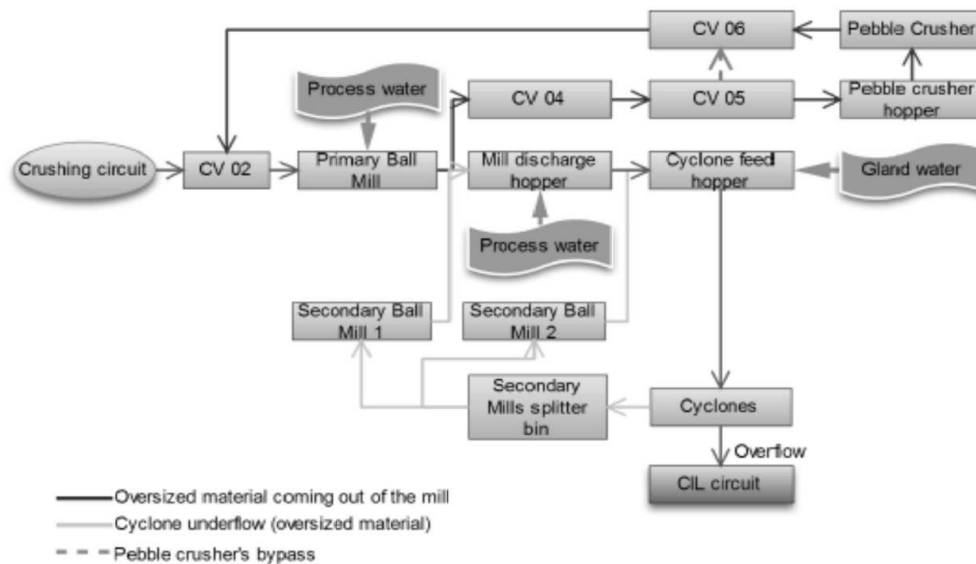 CV 06
Pebble Crusher
Process water
CV 04
CV 05
Pebble crusher
hopper
Crushing circuit
CV 02
Primary Ball
Mill
Mill discharge
hopper
Cyclone feed
hopper
Gland water
Process water
Secondary Ball
Mill 1
Secondary Ball
Mill 2
Secondary
Mills splitter
bin
Cyclones
Overflow
CIL circuit
Oversized material coming out of the mill
Cyclone underflow (oversized material)
Pebble crusher's bypass